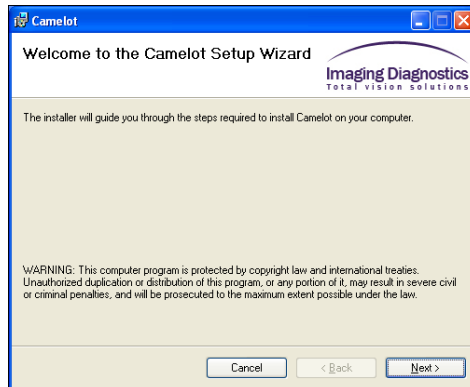 Camelot
Welcome to the Camelot Setup Wizard
Imaging Diagnostics
Total vision solutions
The installer will guide you through the steps required to install Camelot on your computer.
WARNING: This computer program is protected by copyright law and international treaties.
Unauthorized duplication or distribution of this program, or any portion of it, may result in severe civil
or criminal penalties, and will be prosecuted to the maximum extent possible under the law.
Cancel
< Back
Next >